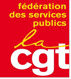 fédération
des services
publics
la
cgt